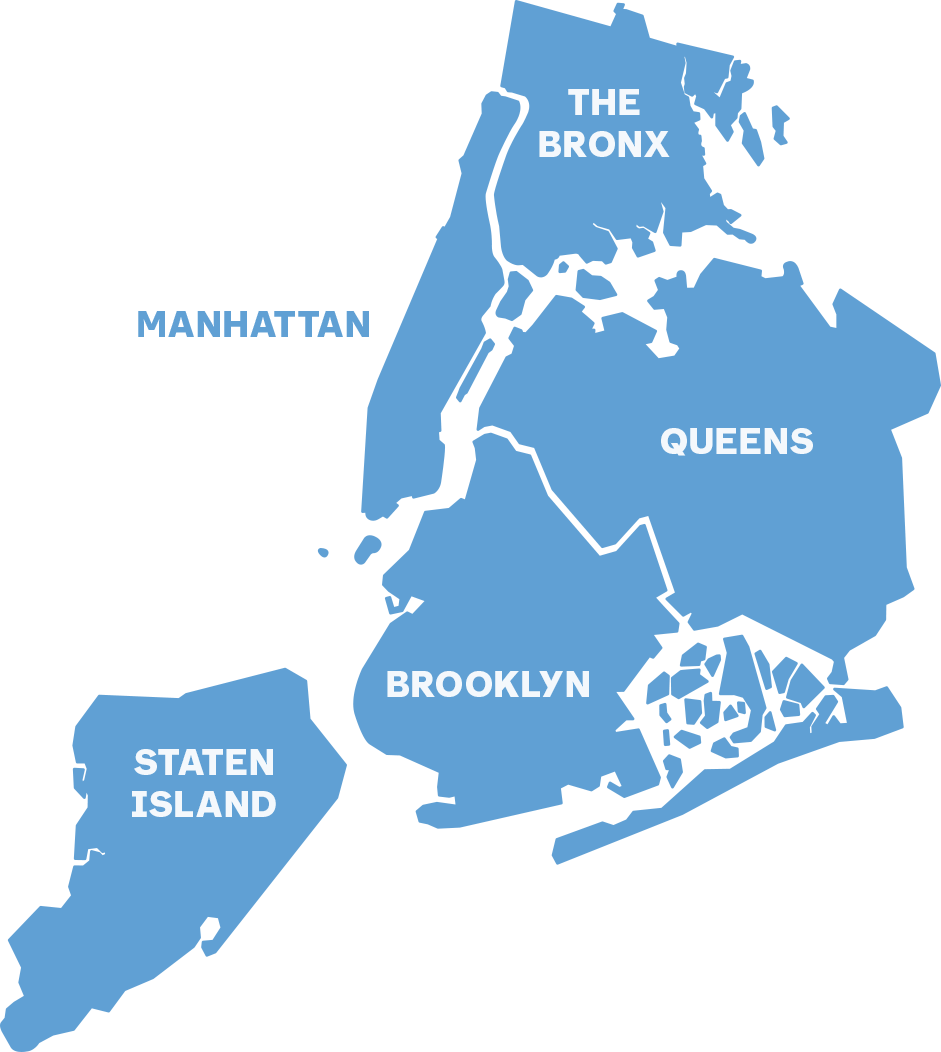 THE
BRONX
MANHATTAN
QUEENS
BROOKLYN
STATEN
ISLAND